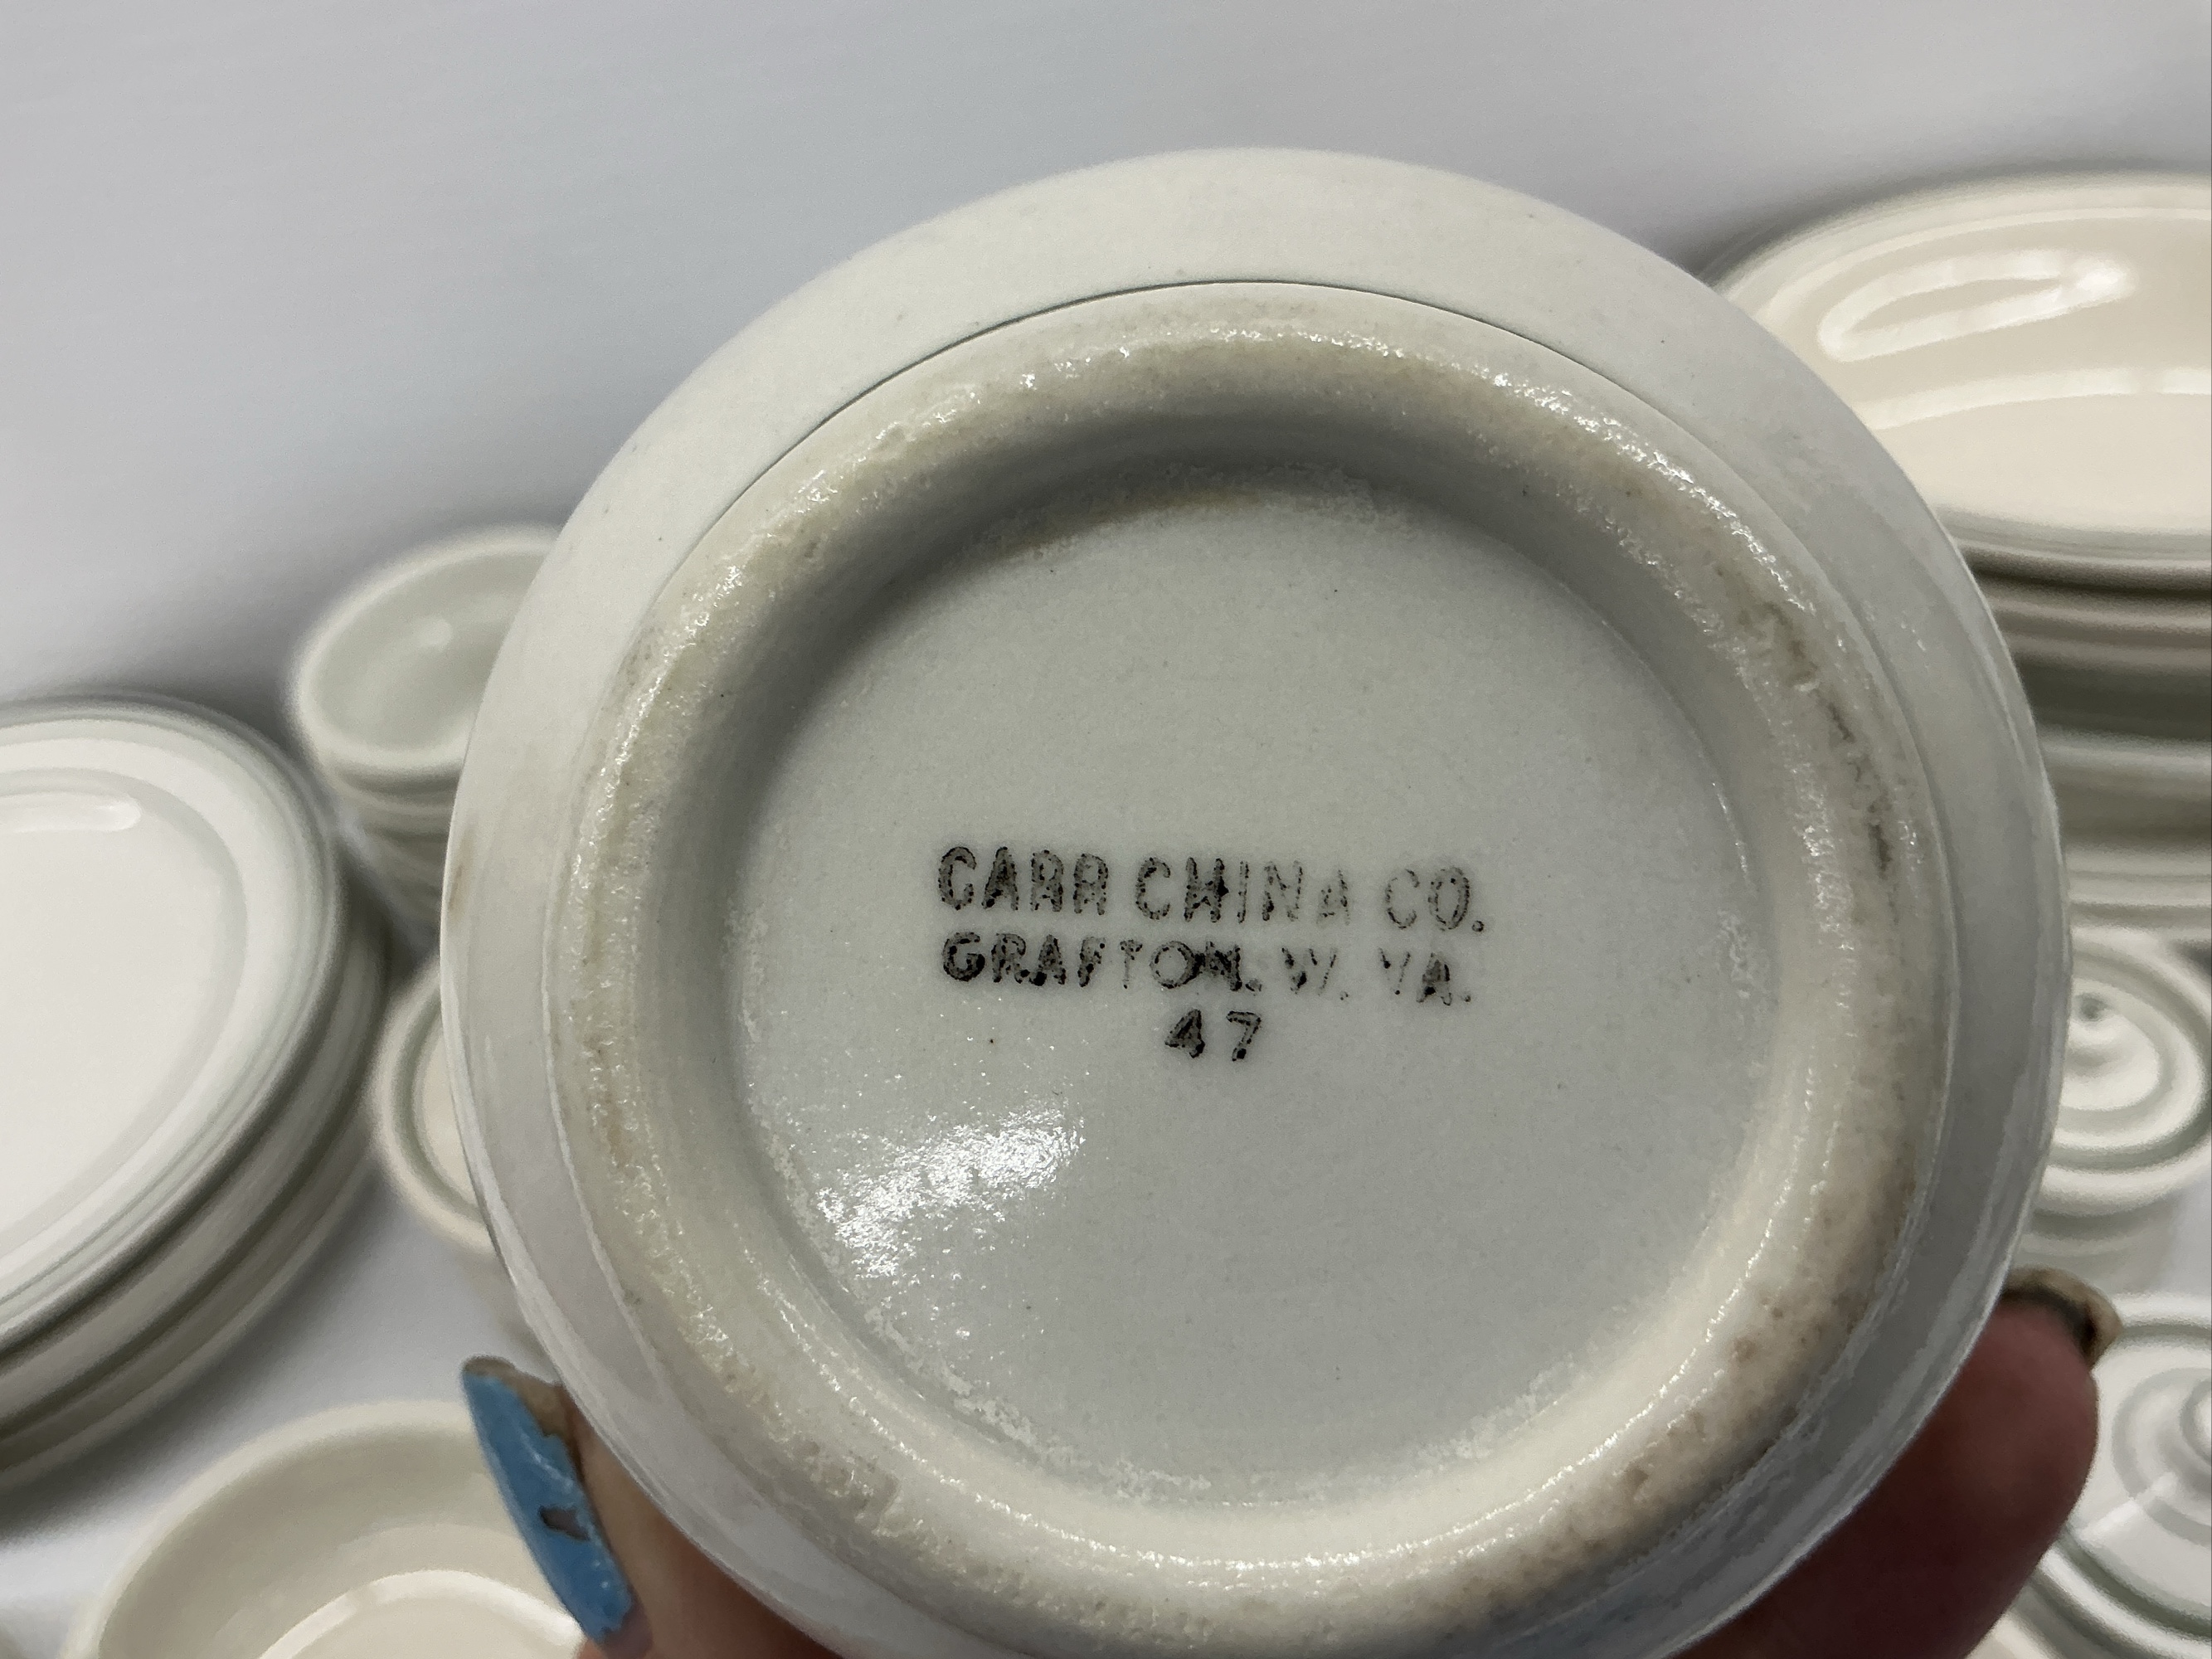 CARR CHINA CO.
GRAFTON, W. VA.
47